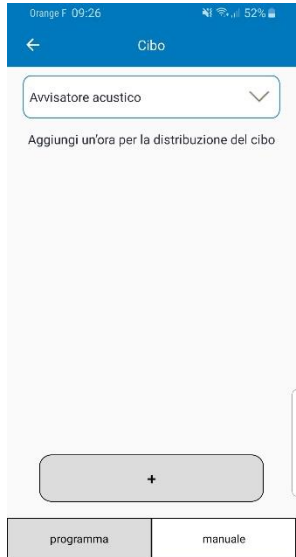 Orange F 09:26 52%
Cibo
Avvisatore acustico
Aggiungi un'ora per la distribuzione del cibo
+
programma manuale